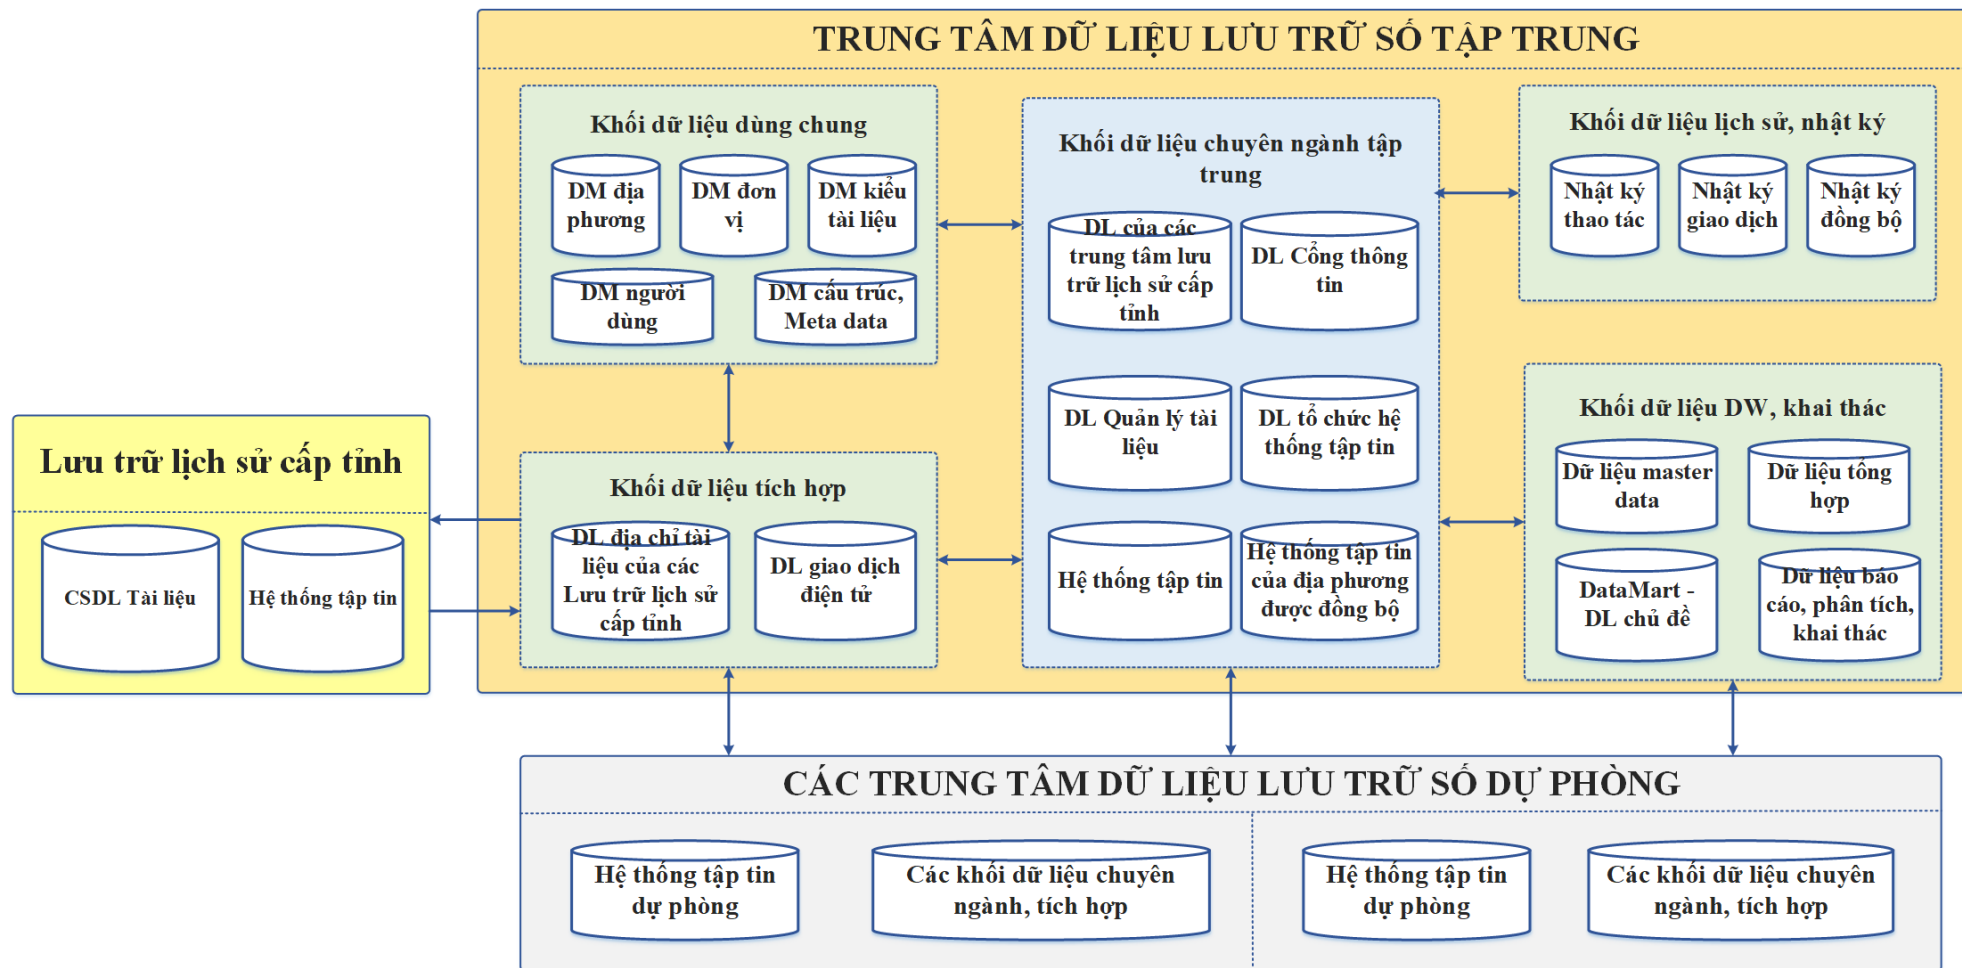 TRUNG TÂM DỮ LIỆU LƯU TRỮ SỐ TẬP TRUNG
Khối dữ liệu dùng chung
DM địa
phương
DM đơn
vị
DM kiểu
tài liệu
DM người
dùng
DM cấu trúc,
Meta data
Khối dữ liệu chuyên ngành tập
trung
DL của các
trung tâm lưu
trữ lịch sử cấp
tỉnh
DL Cổng thông
tin
DL Quản lý tài
liệu
DL tổ chức hệ
thống tập tin
Hệ thống tập tin
Hệ thống tập tin
của địa phương
được đồng bộ
Khối dữ liệu lịch sử, nhật ký
Nhật ký
thao tác
Nhật ký
giao dịch
Nhật ký
đồng bộ
Khối dữ liệu DW, khai thác
Dữ liệu master
data
Dữ liệu tổng
hợp
DataMart -
DL chủ đề
Dữ liệu báo
cáo, phân tích,
khai thác
Lưu trữ lịch sử cấp tỉnh
CSDL Tài liệu
Hệ thống tập tin
Khối dữ liệu tích hợp
DL địa chỉ tài
liệu của các
Lưu trữ lịch sử
cấp tỉnh
DL giao dịch
điện tử
CÁC TRUNG TÂM DỮ LIỆU LƯU TRỮ SỐ DỰ PHÒNG
Hệ thống tập tin
dự phòng
Các khối dữ liệu chuyên
ngành, tích hợp
Hệ thống tập tin
dự phòng
Các khối dữ liệu chuyên
ngành, tích hợp